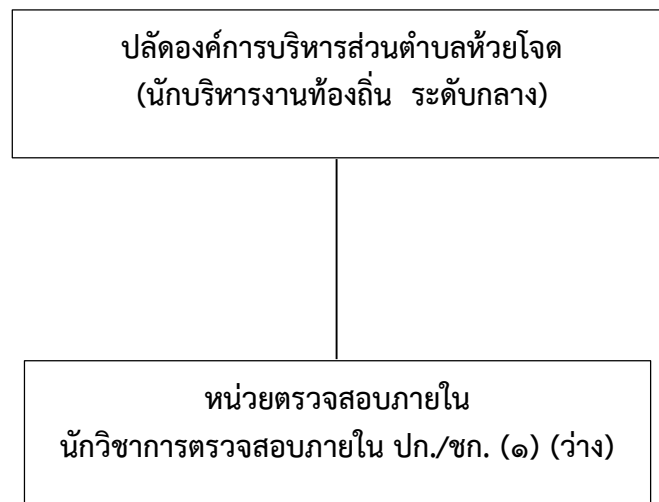 ปลัดองค์การบริหารส่วนตำบลห้วยโจด
(นักบริหารงานท้องถิ่น ระดับกลาง)
หน่วยตรวจสอบภายใน
นักวิชาการตรวจสอบภายใน ปก./ชก. (๑) (ว่าง)